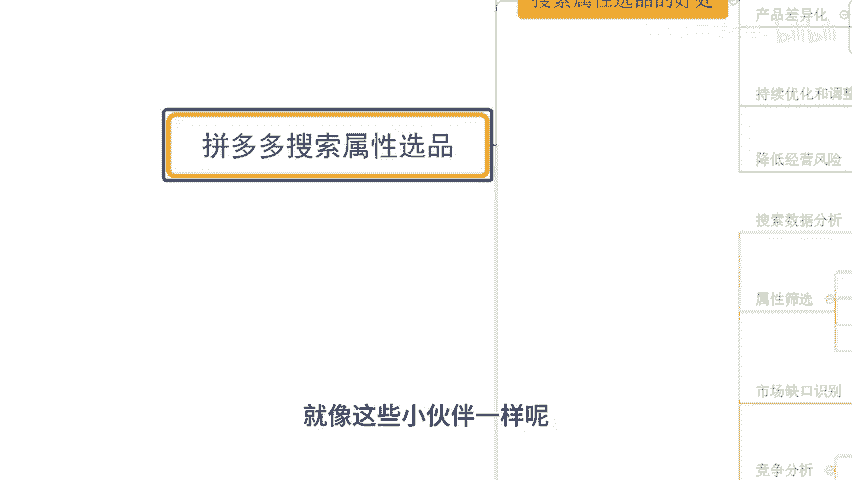 搜索属性选品的好处
产品差异化
持续优化和调整
拼多多搜索属性选品
降低经营风险
搜索数据分析
属性筛选
市场缺口识别
就像这些小伙伴一样呢
竞争分析